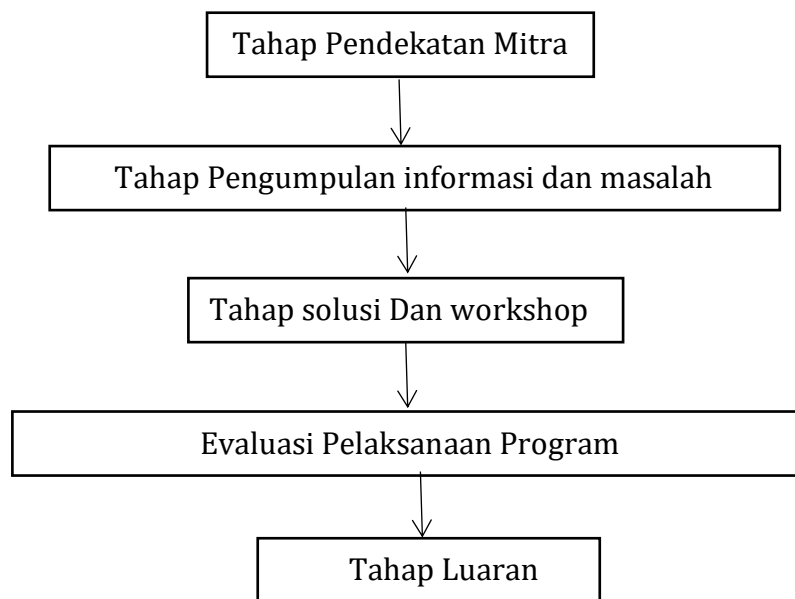 Tahap Pendekatan Mitra
Tahap Pengumpulan informasi dan masalah
Tahap solusi Dan workshop
Evaluasi Pelaksanaan Program
Tahap Luaran